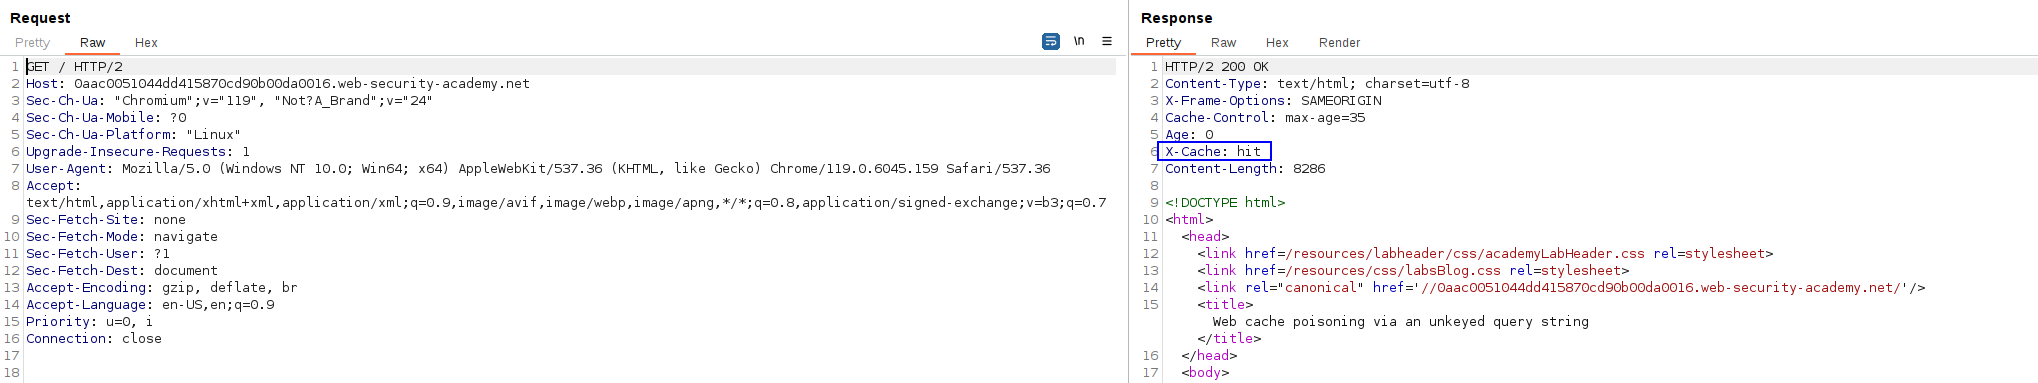 Request
Pretty Raw Hex \n
1 GET / HTTP/2
2 Host: 0aac0051044dd415870cd90b00da0016.web-security-academy.net
3 Sec-Ch-Ua: "Chromium";v="119", "Not?A_Brand";v="24"
4 Sec-Ch-Ua-Mobile: ?0
5 Sec-Ch-Ua-Platform: "Linux"
6 Upgrade-Insecure-Requests: 1
7 User-Agent: Mozilla/5.0 (Windows NT 10.0; Win64; x64) AppleWebKit/537.36 (KHTML, like Gecko) Chrome/119.0.6045.159 Safari/537.36
8 Accept:
text/html,application/xhtml+xml,application/xml;q=0.9,image/avif,image/webp,image/apng,*/*;q=0.8,application/signed-exchange;v=b3;q=0.7
9 Sec-Fetch-Site: none
10 Sec-Fetch-Mode: navigate
11 Sec-Fetch-User: ?1
12 Sec-Fetch-Dest: document
13 Accept-Encoding: gzip, deflate, br
14 Accept-Language: en-US,en;q=0.9
15 Priority: u=0, i
16 Connection: close
17
18
Response
Pretty Raw Hex Render
1 HTTP/2 200 OK
2 Content-Type: text/html; charset=utf-8
3 X-Frame-Options: SAMEORIGIN
4 Cache-Control: max-age=35
5 Age: 0
6 X-Cache: hit
7 Content-Length: 8286
8
9 <!DOCTYPE html>
10 <html>
11 <head>
12 <link href=/resources/labheader/css/academyLabHeader.css rel=stylesheet>
13 <link href=/resources/css/labsBlog.css rel=stylesheet>
14 <link rel="canonical" href='//0aac0051044dd415870cd90b00da0016.web-security-academy.net/'/>
15 <title>
Web cache poisoning via an unkeyed query string
</title>
16 </head>
17 <body>